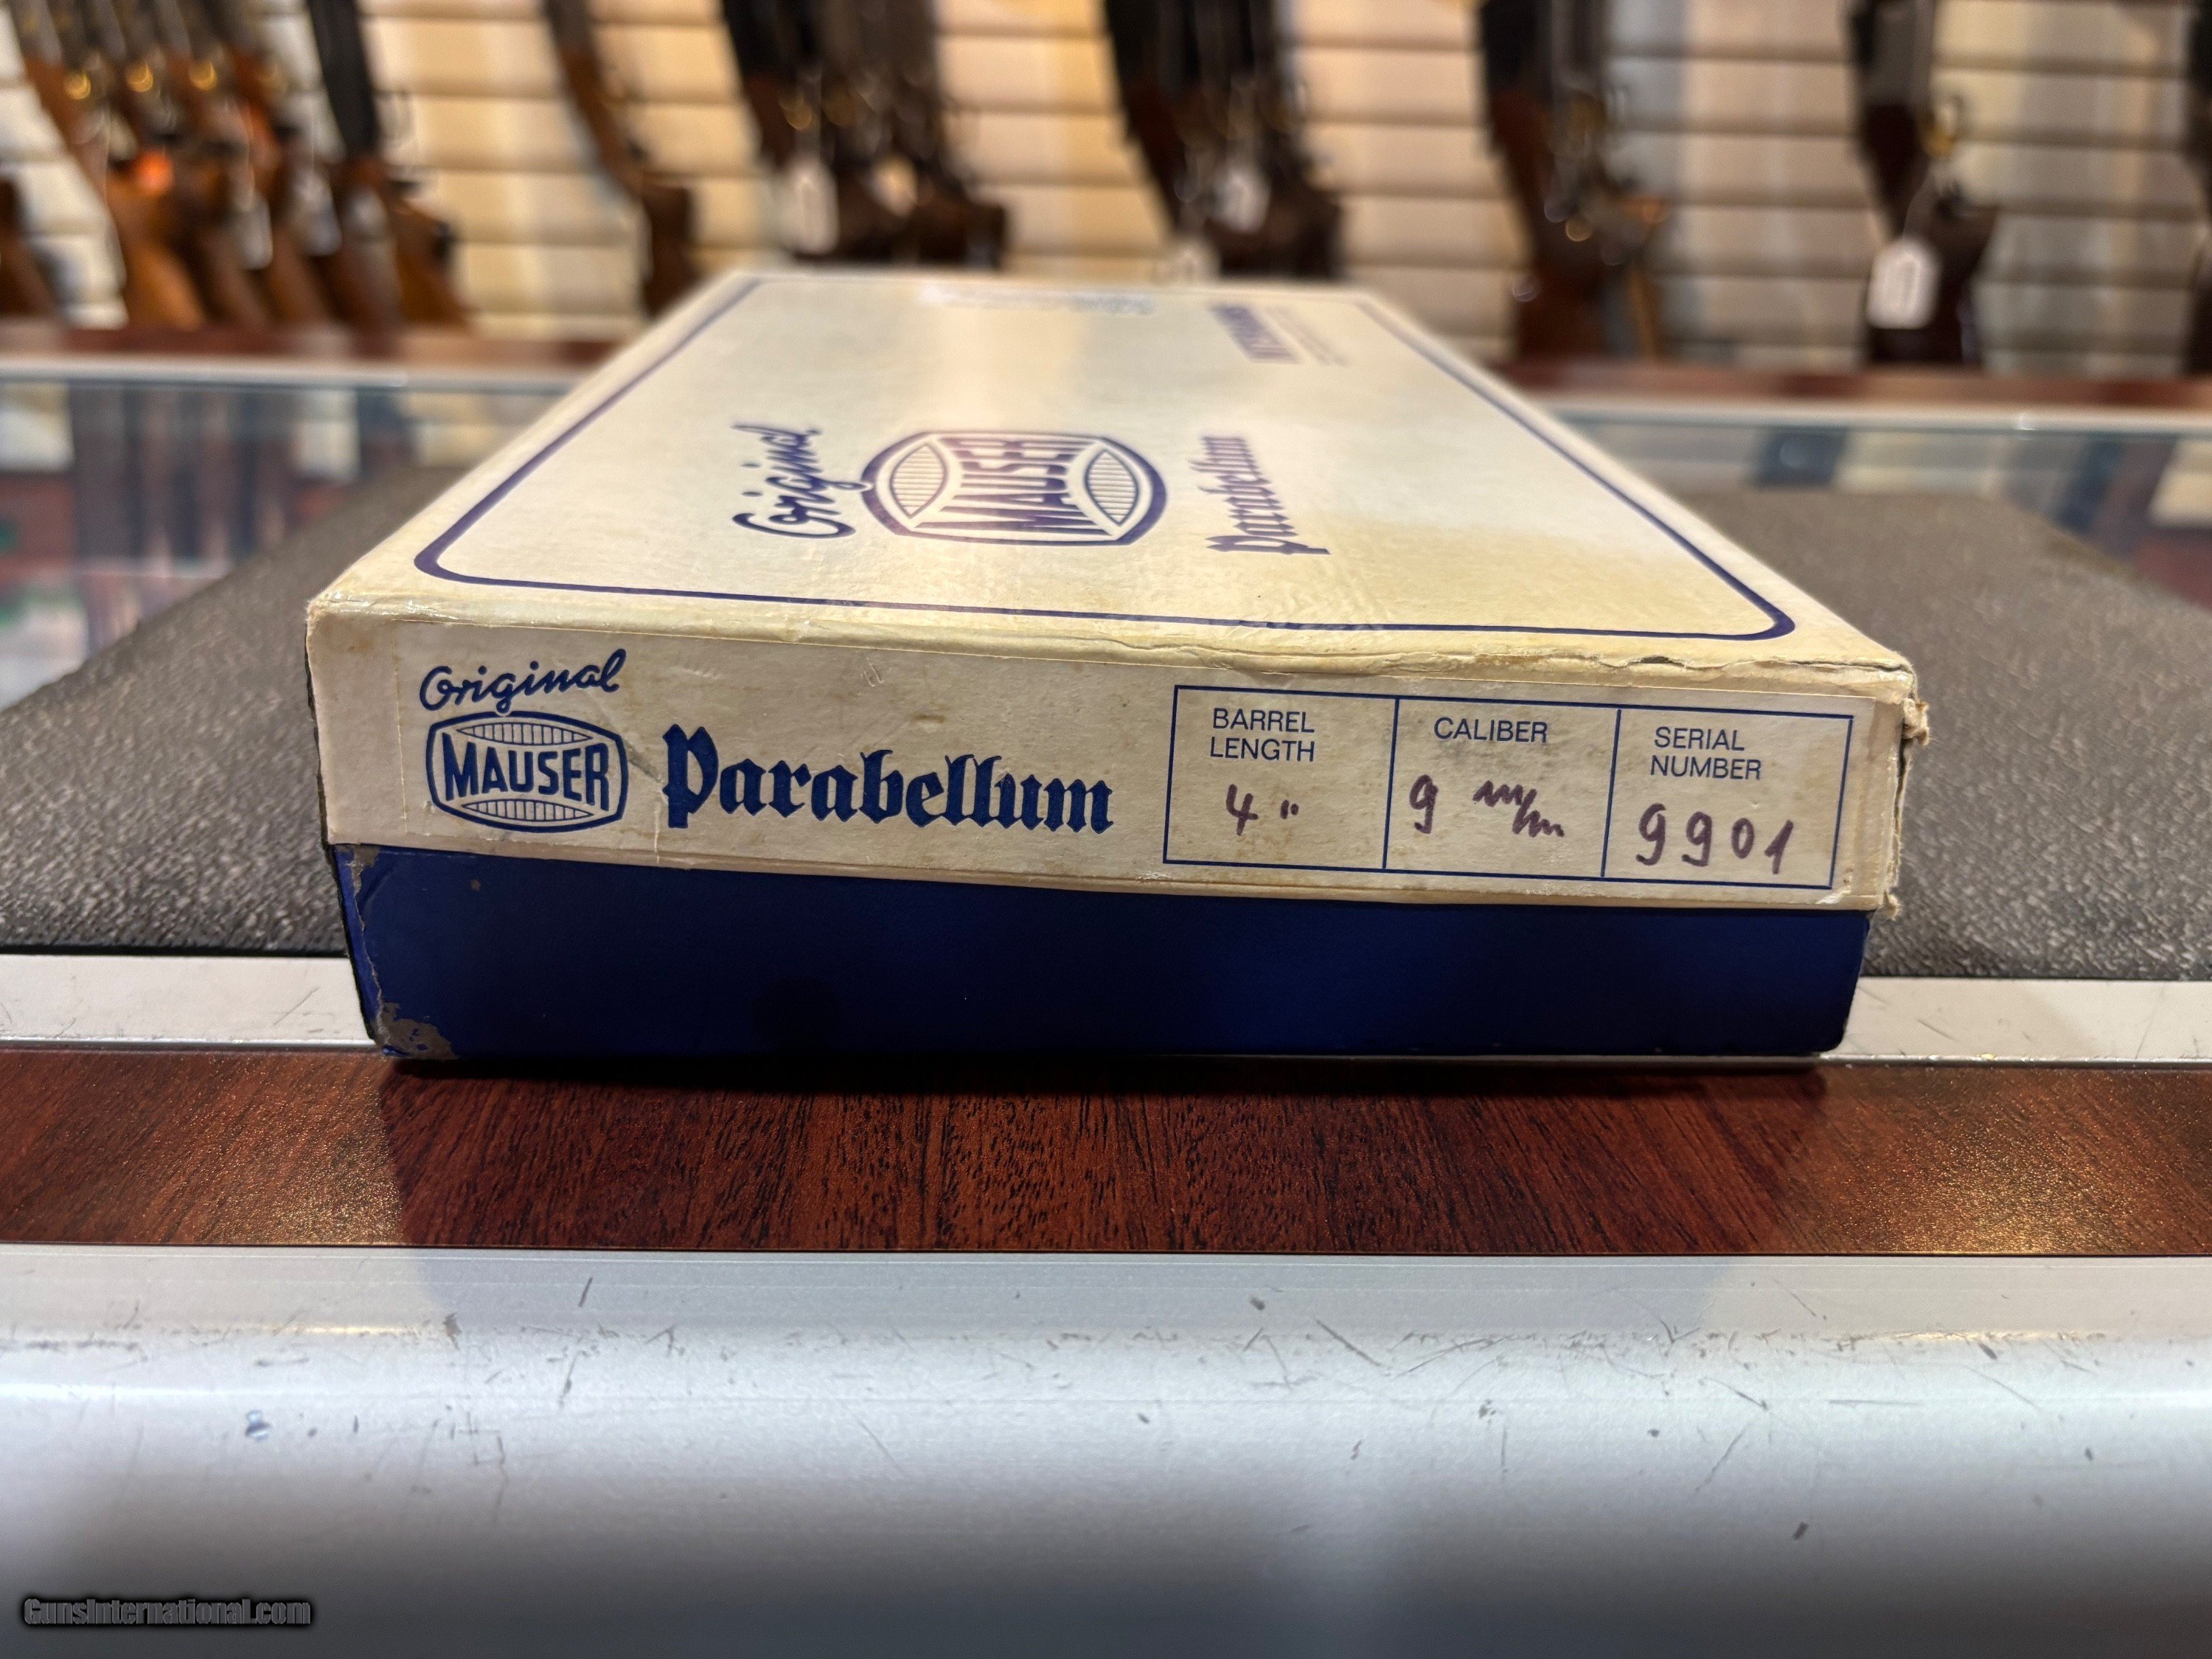 Original
MAUSER
Parabellum
Original
MAUSER
Parabellum
BARREL
LENGTH
4"
CALIBER
9 m/m
SERIAL
NUMBER
9901
GunsInternational.com